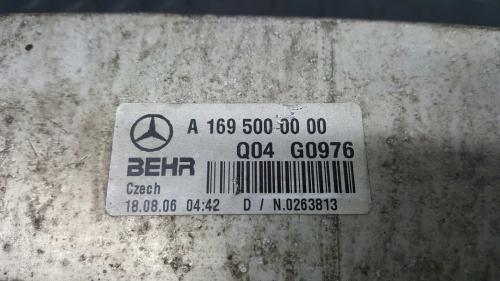 A 169 500 00 00
Q04 G0976
BEHR
Czech
18.08.06 04:42 D / N.0263813